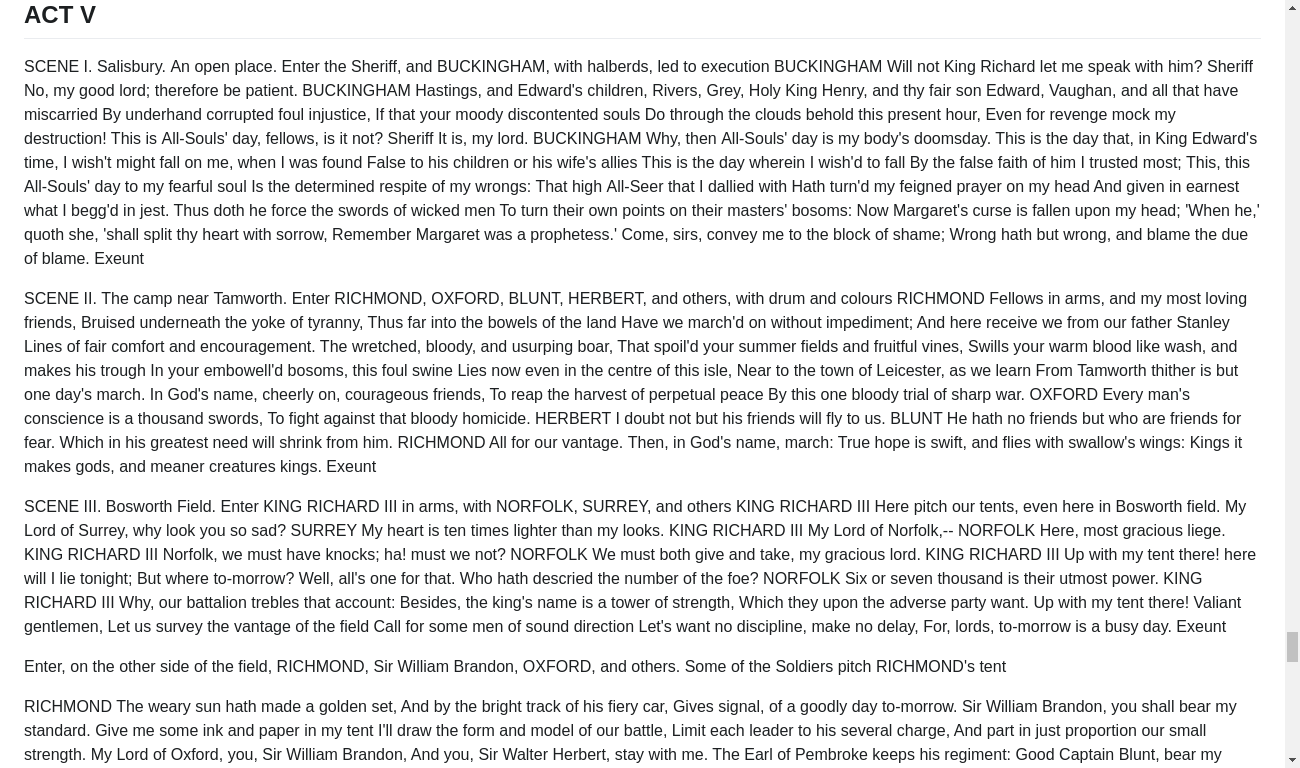 ACT V
SCENE I. Salisbury. An open place. Enter the Sheriff, and BUCKINGHAM, with halberds, led to execution BUCKINGHAM Will not King Richard let me speak with him? Sheriff
No, my good lord; therefore be patient. BUCKINGHAM Hastings, and Edward's children, Rivers, Grey, Holy King Henry, and thy fair son Edward, Vaughan, and all that have
miscarried By underhand corrupted foul injustice, If that your moody discontented souls Do through the clouds behold this present hour, Even for revenge mock my
destruction! This is All-Souls' day, fellows, is it not? Sheriff It is, my lord. BUCKINGHAM Why, then All-Souls' day is my body's doomsday. This is the day that, in King Edward's
time, I wish't might fall on me, when I was found False to his children or his wife's allies This is the day wherein I wish'd to fall By the false faith of him I trusted most; This, this
All-Souls' day to my fearful soul Is the determined respite of my wrongs: That high All-Seer that I dallied with Hath turn'd my feigned prayer on my head And given in earnest
what I begg'd in jest. Thus doth he force the swords of wicked men To turn their own points on their masters' bosoms: Now Margaret's curse is fallen upon my head; 'When he,'
quoth she, 'shall split thy heart with sorrow, Remember Margaret was a prophetess.' Come, sirs, convey me to the block of shame; Wrong hath but wrong, and blame the due
of blame. Exeunt
SCENE II. The camp near Tamworth. Enter RICHMOND, OXFORD, BLUNT, HERBERT, and others, with drum and colours RICHMOND Fellows in arms, and my most loving
friends, Bruised underneath the yoke of tyranny, Thus far into the bowels of the land Have we march'd on without impediment; And here receive we from our father Stanley
Lines of fair comfort and encouragement. The wretched, bloody, and usurping boar, That spoil'd your summer fields and fruitful vines, Swills your warm blood like wash, and
makes his trough In your embowell'd bosoms, this foul swine Lies now even in the centre of this isle, Near to the town of Leicester, as we learn From Tamworth thither is but
one day's march. In God's name, cheerly on, courageous friends, To reap the harvest of perpetual peace By this one bloody trial of sharp war. OXFORD Every man's
conscience is a thousand swords, To fight against that bloody homicide. HERBERT I doubt not but his friends will fly to us. BLUNT He hath no friends but who are friends for
fear. Which in his greatest need will shrink from him. RICHMOND All for our vantage. Then, in God's name, march: True hope is swift, and flies with swallow's wings: Kings it
makes gods, and meaner creatures kings. Exeunt
SCENE III. Bosworth Field. Enter KING RICHARD III in arms, with NORFOLK, SURREY, and others KING RICHARD III Here pitch our tents, even here in Bosworth field. My
Lord of Surrey, why look you so sad? SURREY My heart is ten times lighter than my looks. KING RICHARD III My Lord of Norfolk,-- NORFOLK Here, most gracious liege.
KING RICHARD III Norfolk, we must have knocks; ha! must we not? NORFOLK We must both give and take, my gracious lord. KING RICHARD III Up with my tent there! here
will I lie tonight; But where to-morrow? Well, all's one for that. Who hath descried the number of the foe? NORFOLK Six or seven thousand is their utmost power. KING
RICHARD III Why, our battalion trebles that account: Besides, the king's name is a tower of strength, Which they upon the adverse party want. Up with my tent there! Valiant
gentlemen, Let us survey the vantage of the field Call for some men of sound direction Let's want no discipline, make no delay, For, lords, to-morrow is a busy day. Exeunt
Enter, on the other side of the field, RICHMOND, Sir William Brandon, OXFORD, and others. Some of the Soldiers pitch RICHMOND's tent
RICHMOND The weary sun hath made a golden set, And by the bright track of his fiery car, Gives signal, of a goodly day to-morrow. Sir William Brandon, you shall bear my
standard. Give me some ink and paper in my tent I'll draw the form and model of our battle, Limit each leader to his several charge, And part in just proportion our small
strength. My Lord of Oxford, you, Sir William Brandon, And you, Sir Walter Herbert, stay with me. The Earl of Pembroke keeps his regiment: Good Captain Blunt, bear my